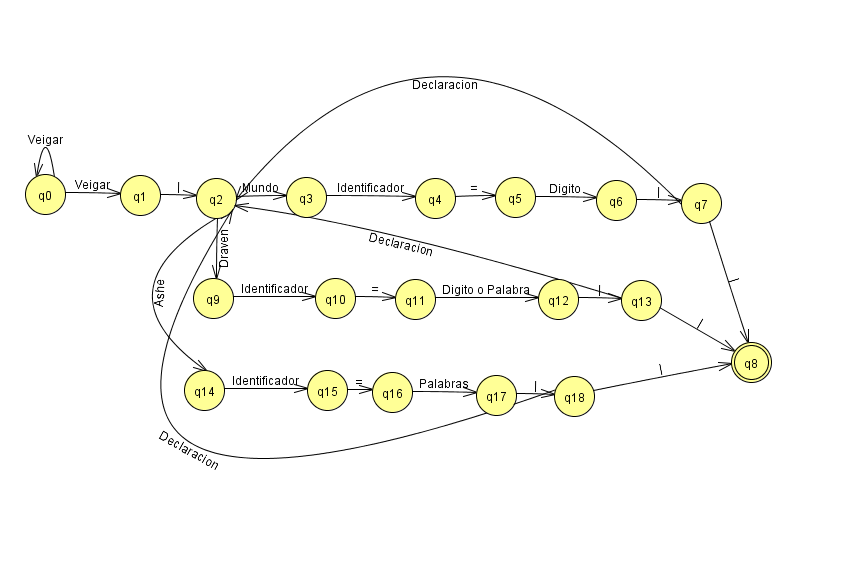 Declaracion
Veigar
q0
Veigar
q1
|
q2
Mundo
q3
Identificador
q4
=
q5
Digito
q6
|
q7
Declaracion
Draven
q9
Identificador
q10
=
q11
Digito o Palabra
q12
|
q13
|
|
q8
Ashe
q14
Identificador
q15
=
q16
Palabras
q17
|
q18
|
Declaracion